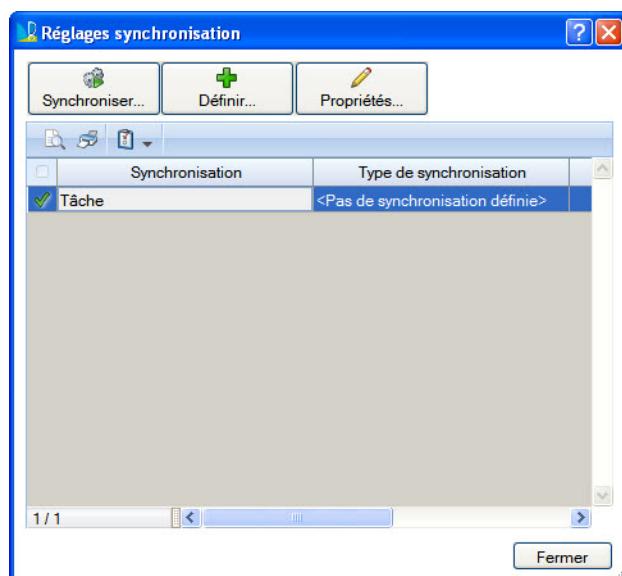 Réglages synchronisation
Synchroniser... Définir... Propriétés...
Synchronisation Type de synchronisation
Tâche <Pas de synchronisation définie>
1 / 1
Fermer